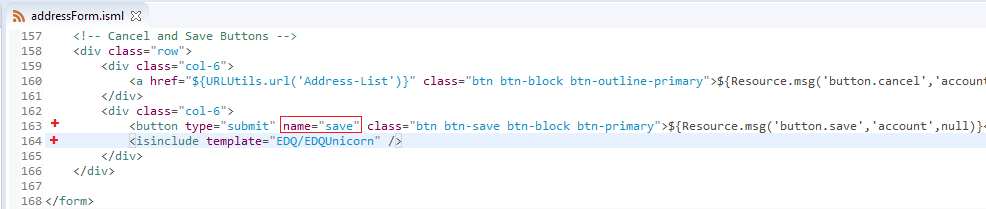 addressForm.isml
157 <!-- Cancel and Save Buttons -->
158 <div class="row">
159 <div class="col-6">
160 <a href="${URLUtils.url('Address-List')}" class="btn btn-block btn-outline-primary">${Resource.msg('button.cancel','accoun
161 </div>
162 <div class="col-6">
163 <button type="submit" name="save" class="btn btn-save btn-block btn-primary">${Resource.msg('button.save','account',null)}<
164 <isinclude template="EDQ/EDQUnicorn" />
165 </div>
166 </div>
167
168 </form>